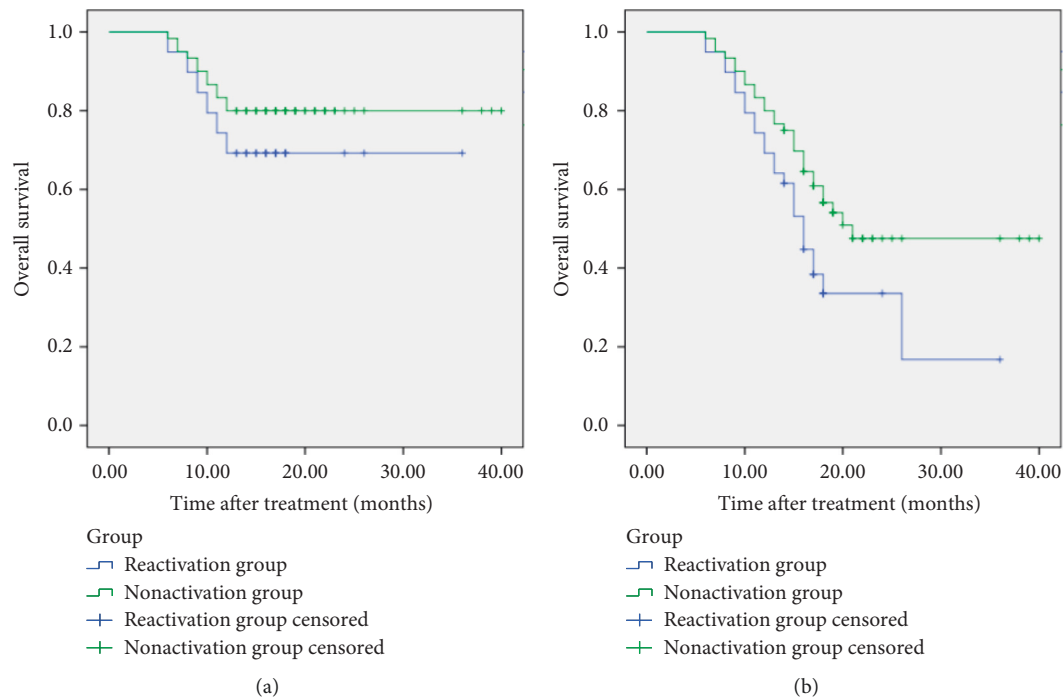 1.0
0.8
0.6
0.4
0.2
0.0
Overall survival
0.00 10.00 20.00 30.00 40.00
Time after treatment (months)
Group
Reactivation group
Nonactivation group
Reactivation group censored
Nonactivation group censored
(a)
1.0
0.8
0.6
0.4
0.2
0.0
Overall survival
0.00 10.00 20.00 30.00 40.00
Time after treatment (months)
Group
Reactivation group
Nonactivation group
Reactivation group censored
Nonactivation group censored
(b)